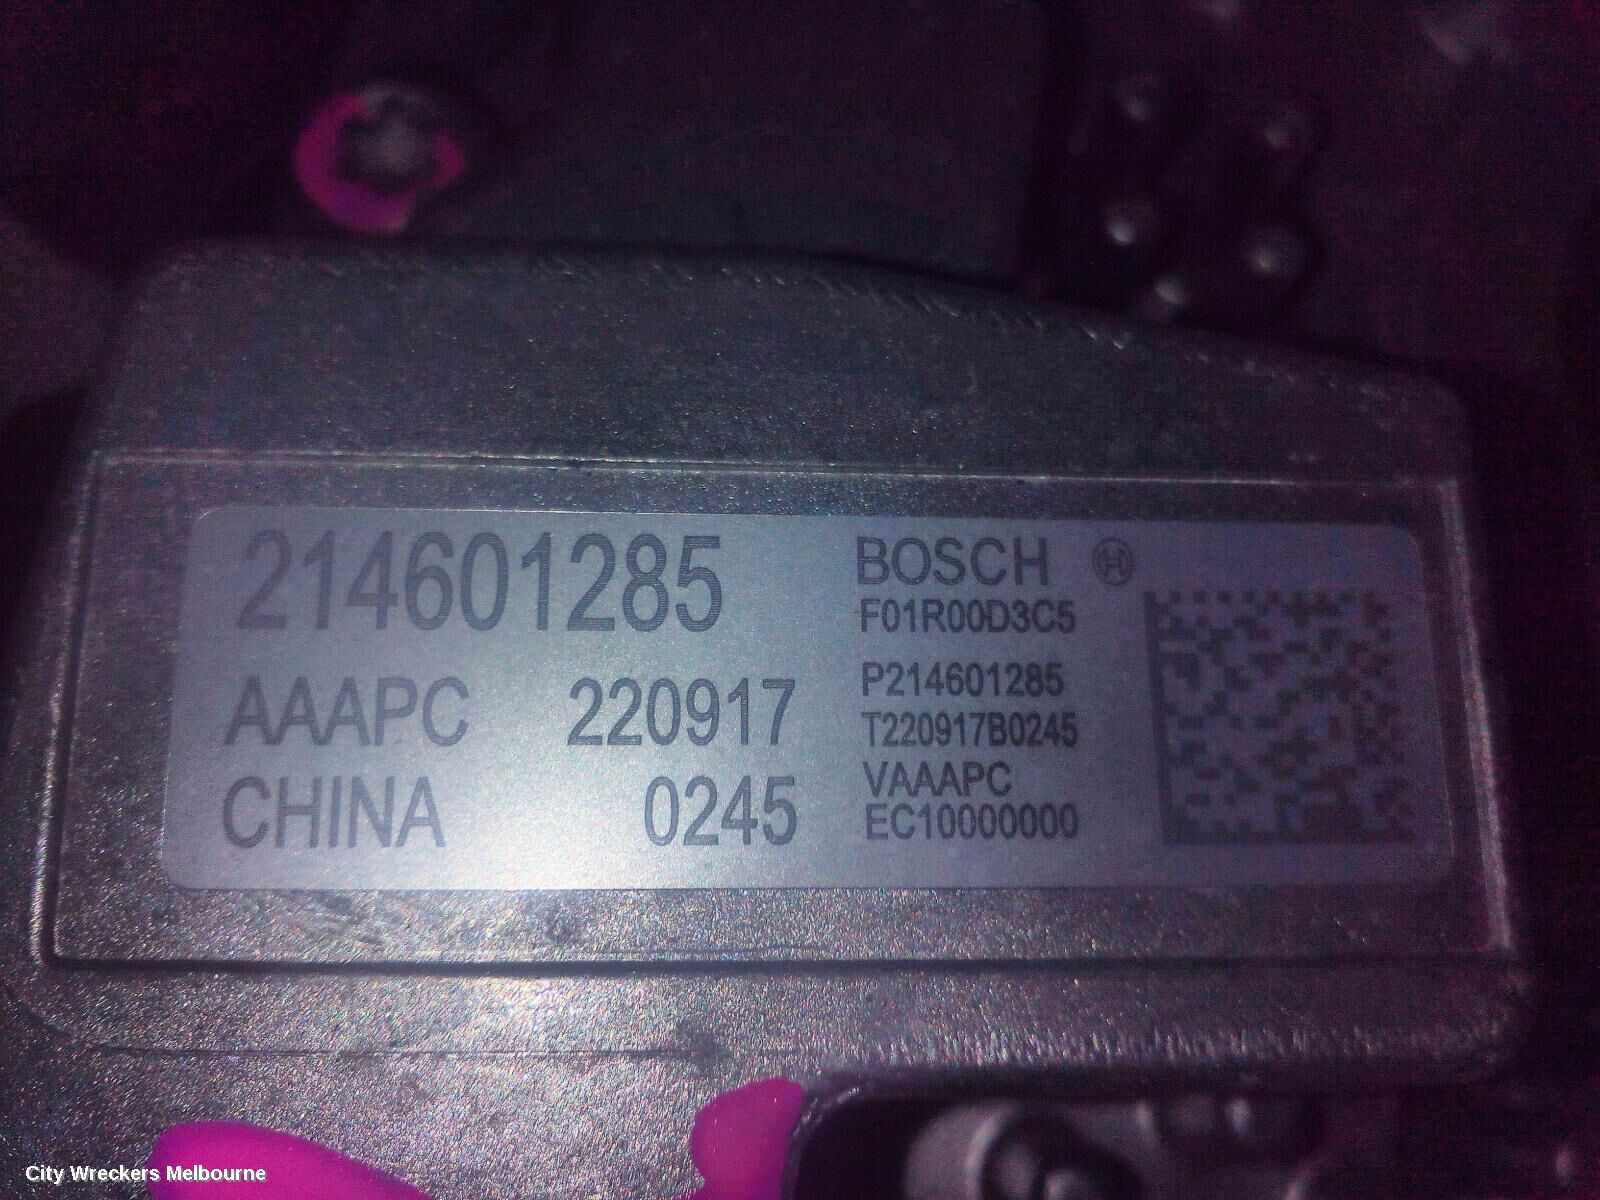 214601285
AAAPC 220917
CHINA 0245
BOSCH
F01R00D3C5
P214601285
T220917B0245
VAAAPC
EC10000000
City Wreckers Melbourne